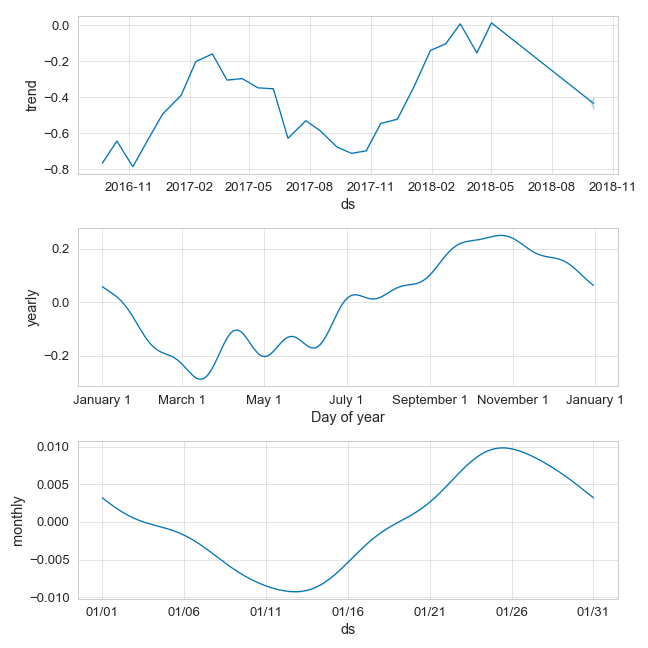 0.0
−0.2
−0.4
−0.6
−0.8
trend
2016-11 2017-02 2017-05 2017-08 2017-11 2018-02 2018-05 2018-08 2018-11
ds
0.2
0.0
−0.2
yearly
January 1 March 1 May 1 July 1 September 1 November 1 January 1
Day of year
0.010
0.005
0.000
−0.005
−0.010
monthly
01/01 01/06 01/11 01/16 01/21 01/26 01/31
ds